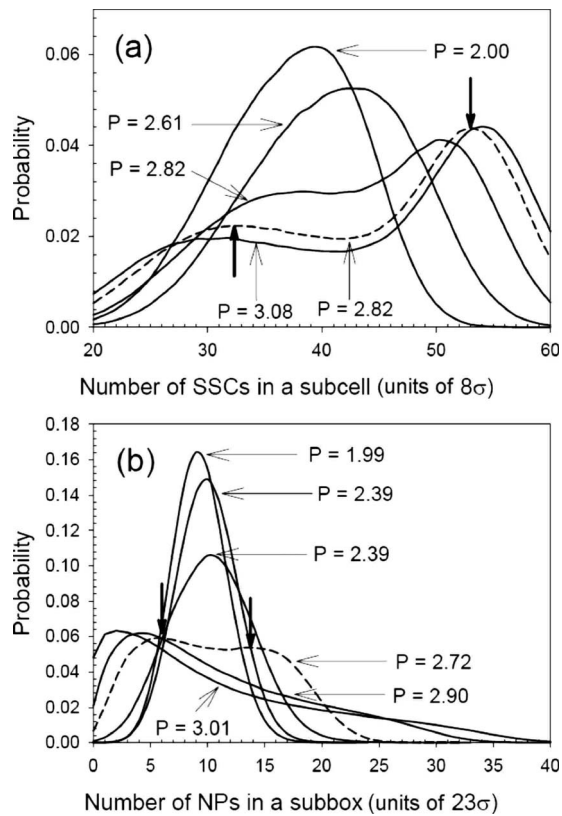 (a)
0.06
0.04
0.02
0.00
Probability
P = 2.00
P = 2.61
P = 2.82
P = 3.08
P = 2.82
20 30 40 50 60
Number of SSCs in a subcell (units of 8σ)
(b)
0.18
0.16
0.14
0.12
0.10
0.08
0.06
0.04
0.02
0.00
Probability
P = 1.99
P = 2.39
P = 2.39
P = 2.72
P = 2.90
P = 3.01
0 5 10 15 20 25 30 35 40
Number of NPs in a subbox (units of 23σ)